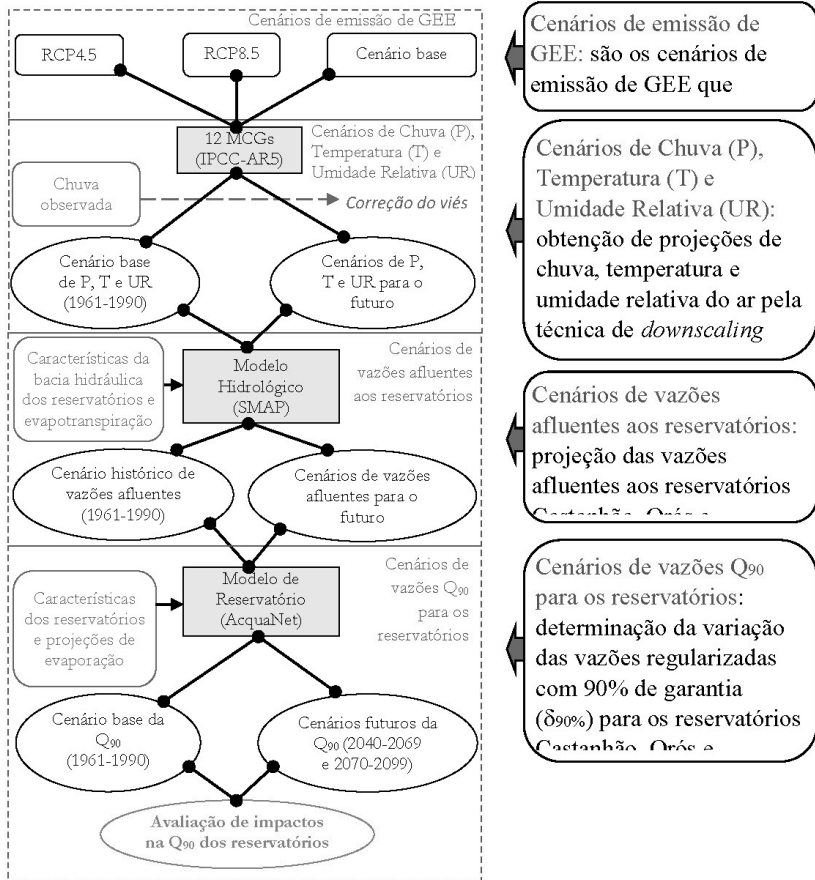 Cenários de emissão de GEE
RCP4.5
RCP8.5
Cenário base
12 MCGs
(IPCC-AR5)
Cenários de Chuva (P),
Temperatura (T) e
Umidade Relativa (UR)
Chuva
observada
Correção do viés
Cenário base
de P, T e UR
(1961-1990)
Cenários de P,
T e UR para o
futuro
Características da
bacia hidráulica
dos reservatórios e
evapotranspiração
Modelo
Hidrológico
(SMAP)
Cenários de
vazões afluentes
aos reservatórios
Cenário histórico de
vazões afluentes
(1961-1990)
Cenários de vazões
afluentes para o
futuro
Características
dos reservatórios
e projeções de
evaporação
Modelo de
Reservatório
(AcquaNet)
Cenários de
vazões Q90
para os
reservatórios
Cenário base da
Q90
(1961-1990)
Cenários futuros da
Q90 (2040-2069
e 2070-2099)
Avaliação de impactos
na Q90 dos reservatórios
Cenários de emissão de
GEE: são os cenários de
emissão de GEE que
Cenários de Chuva (P),
Temperatura (T) e
Umidade Relativa (UR):
obtenção de projeções de
chuva, temperatura e
umidade relativa do ar pela
técnica de downscaling
Cenários de vazões
afluentes aos reservatórios:
projeção das vazões
afluentes aos reservatórios
Castanhão, Orós e
Cenários de vazões Q90
para os reservatórios:
determinação da variação
das vazões regularizadas
com 90% de garantia
(δ90%) para os reservatórios
Castanhão, Orós e